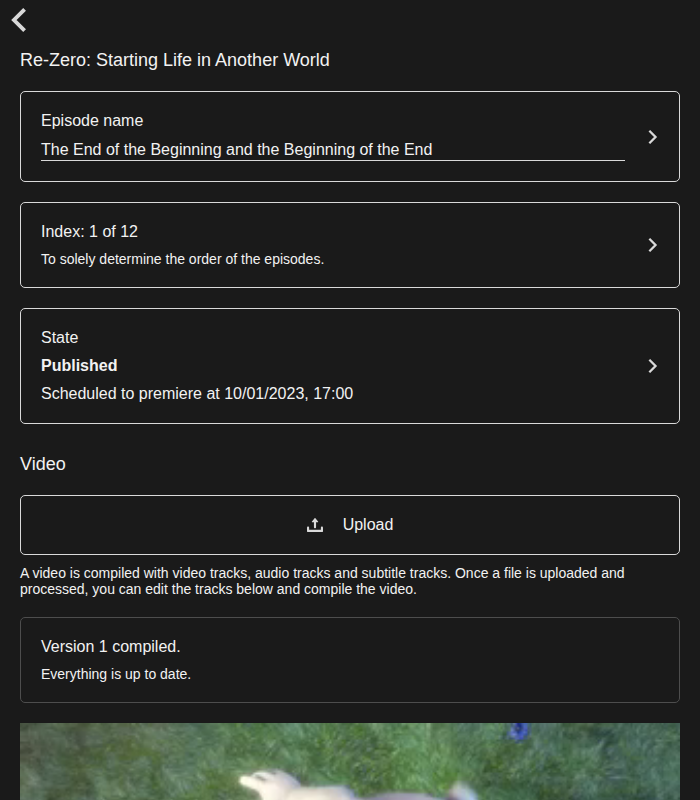 Re-Zero: Starting Life in Another World
Episode name
The End of the Beginning and the Beginning of the End
Index: 1 of 12
To solely determine the order of the episodes.
State
Published
Scheduled to premiere at 10/01/2023, 17:00
Video
Upload
A video is compiled with video tracks, audio tracks and subtitle tracks. Once a file is uploaded and
processed, you can edit the tracks below and compile the video.
Version 1 compiled.
Everything is up to date.